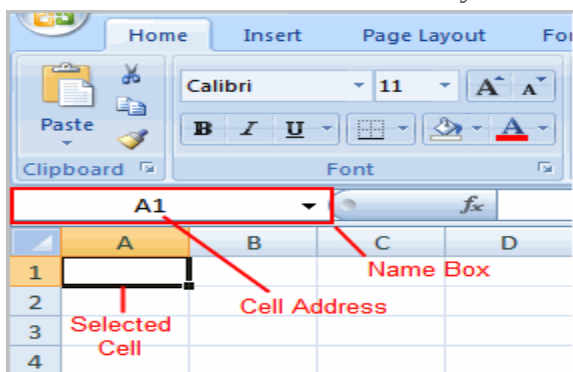 Home Insert Page Layout Fo
Calibri 11 A A
Paste B I U A
Clipboard Font
A1 fx
A B C D
1
2
3
4
Name Box
Cell Address
Selected
Cell